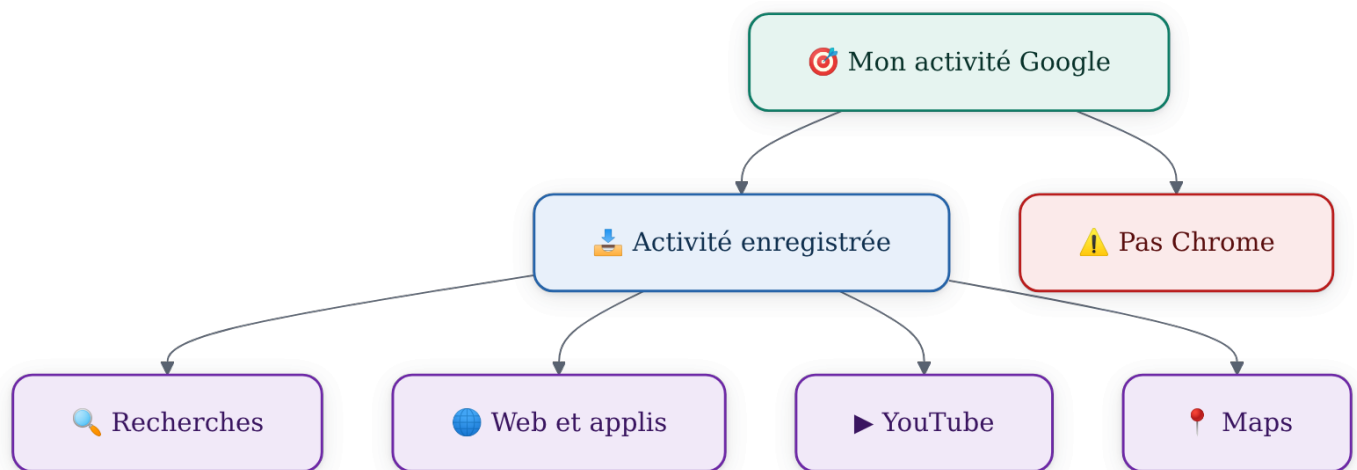 🎯 Mon activité Google
📥 Activité enregistrée
⚠️ Pas Chrome
🔍 Recherches
🌐 Web et applis
▶ YouTube
📍 Maps